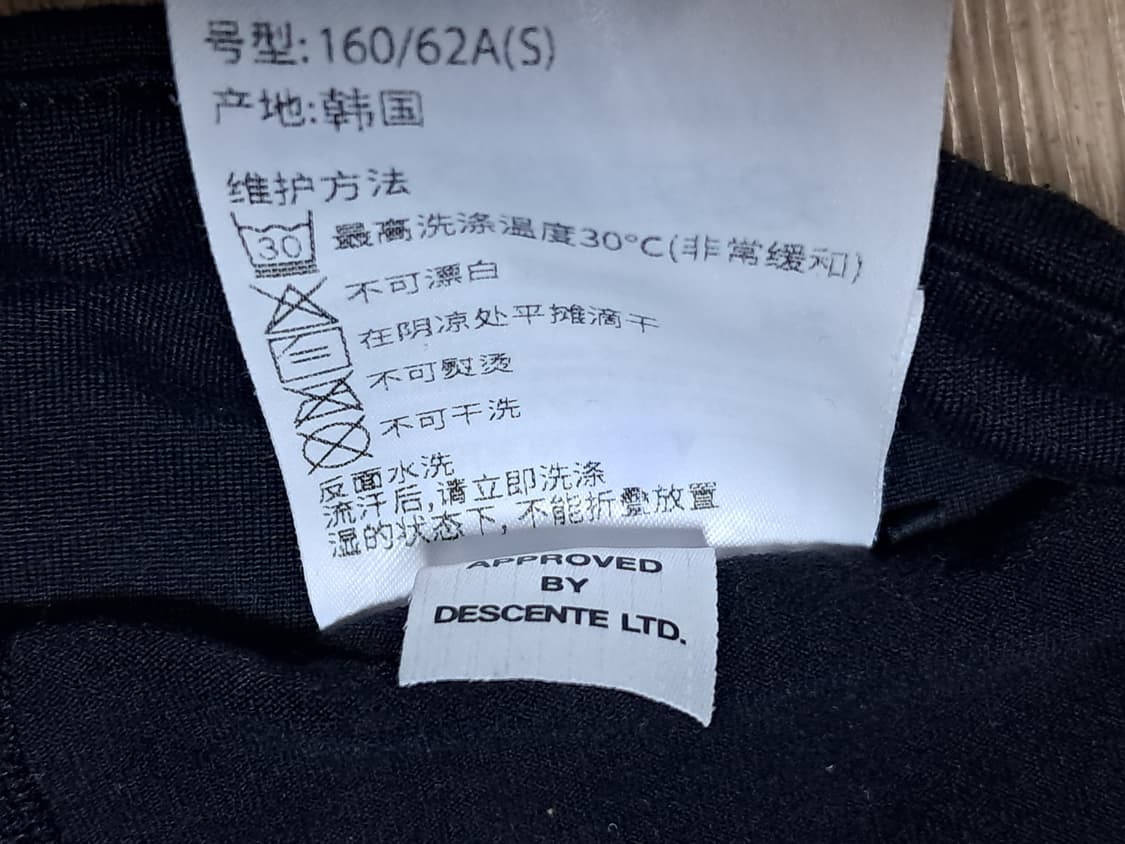 号型: 160/62A(S)
产地:韩国
维护方法
30 最高洗涤温度30°C(非常缓和)
不可漂白
在阴凉处平摊滴干
不可熨烫
不可干洗
反面水洗
流汗后,请立即洗涤
湿的状态下, 不能折叠放置
APPROVED
BY
DESCENTE LTD.